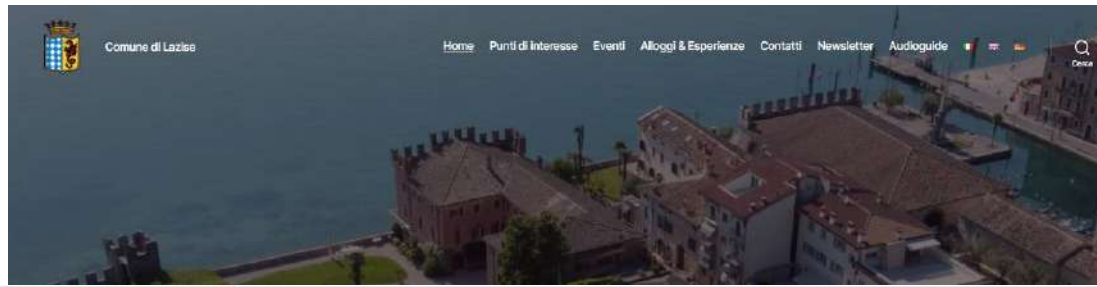 Comune di Lazise
Home Punti di interesse Eventi Alloggi & Esperienze Contatti Newsletter Audioguide
Cerca